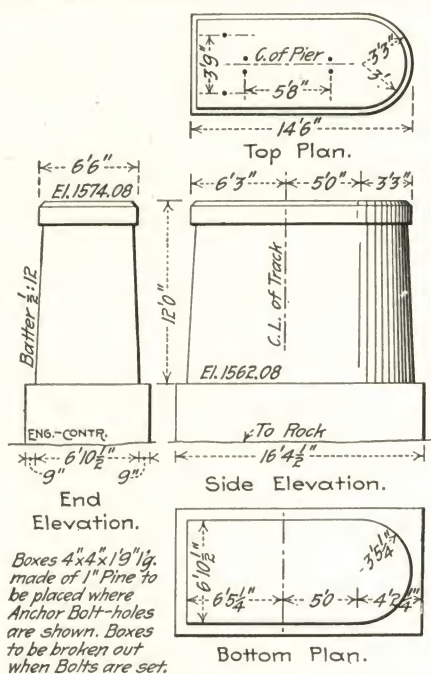 3'9"
C. of Pier
5'8"
3'3"
3'
14'6"
Top Plan.
6'6"
El. 1574.08
6'3"
5'0"
3'3"
Batter ½:12
12'0"
C.L. of Track
El. 1562.08
ENG.-CONTR.
To Rock
6'10½"
9"
9"
16'4½"
End
Elevation.
Side Elevation.
Boxes 4"x4"x1'9"l'g.
made of 1" Pine to
be placed where
Anchor Bolt-holes
are shown. Boxes
to be broken out
when Bolts are set.
6'10½"
3'5¼"
6'5¼"
5'0
4'2¼"
Bottom Plan.